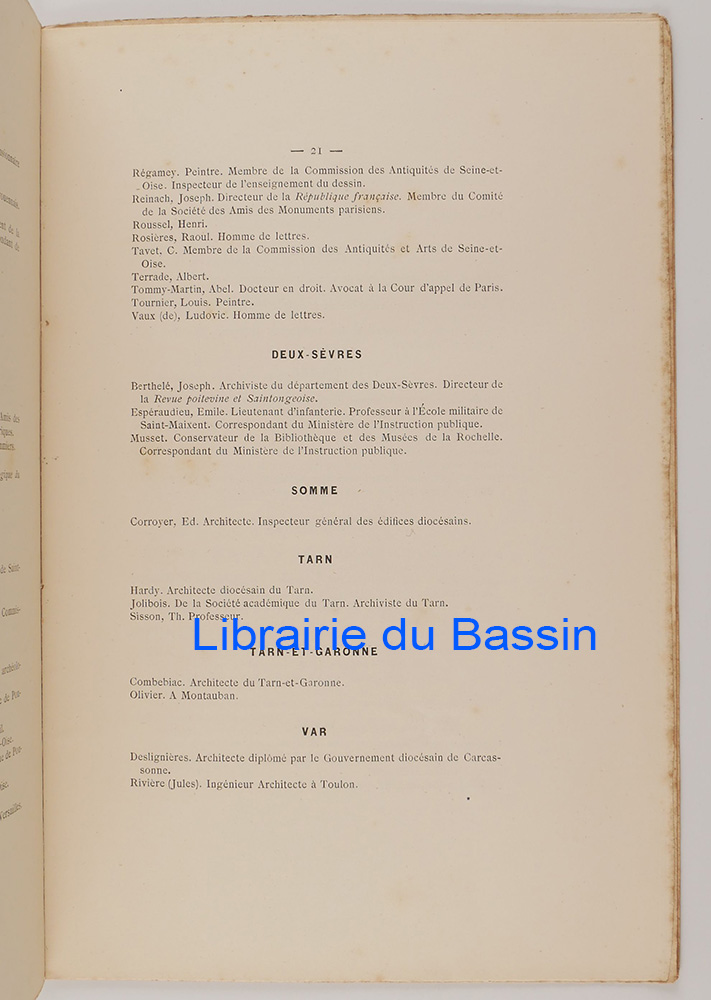 — 21 —
Régamey. Peintre. Membre de la Commission des Antiquités de Seine-et-
Oise. Inspecteur de l'enseignement du dessin.
Reinach, Joseph. Directeur de la République française. Membre du Comité
de la Société des Amis des Monuments parisiens.
Roussel, Henri.
Rosières, Raoul. Homme de lettres.
Tavet, C. Membre de la Commission des Antiquités et Arts de Seine-et-
Oise.
Terrade, Albert.
Tommy-Martin, Abel. Docteur en droit. Avocat à la Cour d'appel de Paris.
Tournier, Louis. Peintre.
Vaux (de), Ludovic. Homme de lettres.
DEUX-SÈVRES
Berthelé, Joseph. Archiviste du département des Deux-Sèvres. Directeur de
la Revue poitevine et Saintongeoise.
Espéraudieu, Emile. Lieutenant d'infanterie. Professeur à l'École militaire de
Saint-Maixent. Correspondant du Ministère de l'Instruction publique.
Musset. Conservateur de la Bibliothèque et des Musées de la Rochelle.
Correspondant du Ministère de l'Instruction publique.
SOMME
Corroyer, Ed. Architecte. Inspecteur général des édifices diocésains.
TARN
Hardy. Architecte diocésain du Tarn.
Jolibois. De la Société académique du Tarn. Archiviste du Tarn.
Sisson, Th. Professeur.
Librairie du Bassin
TARN-ET-GARONNE
Combebiac. Architecte du Tarn-et-Garonne.
Olivier. A Montauban.
VAR
Deslignières. Architecte diplômé par le Gouvernement diocésain de Carcas-
sonne.
Rivière (Jules). Ingénieur Architecte à Toulon.
Amis des
de Saint-
Versailles